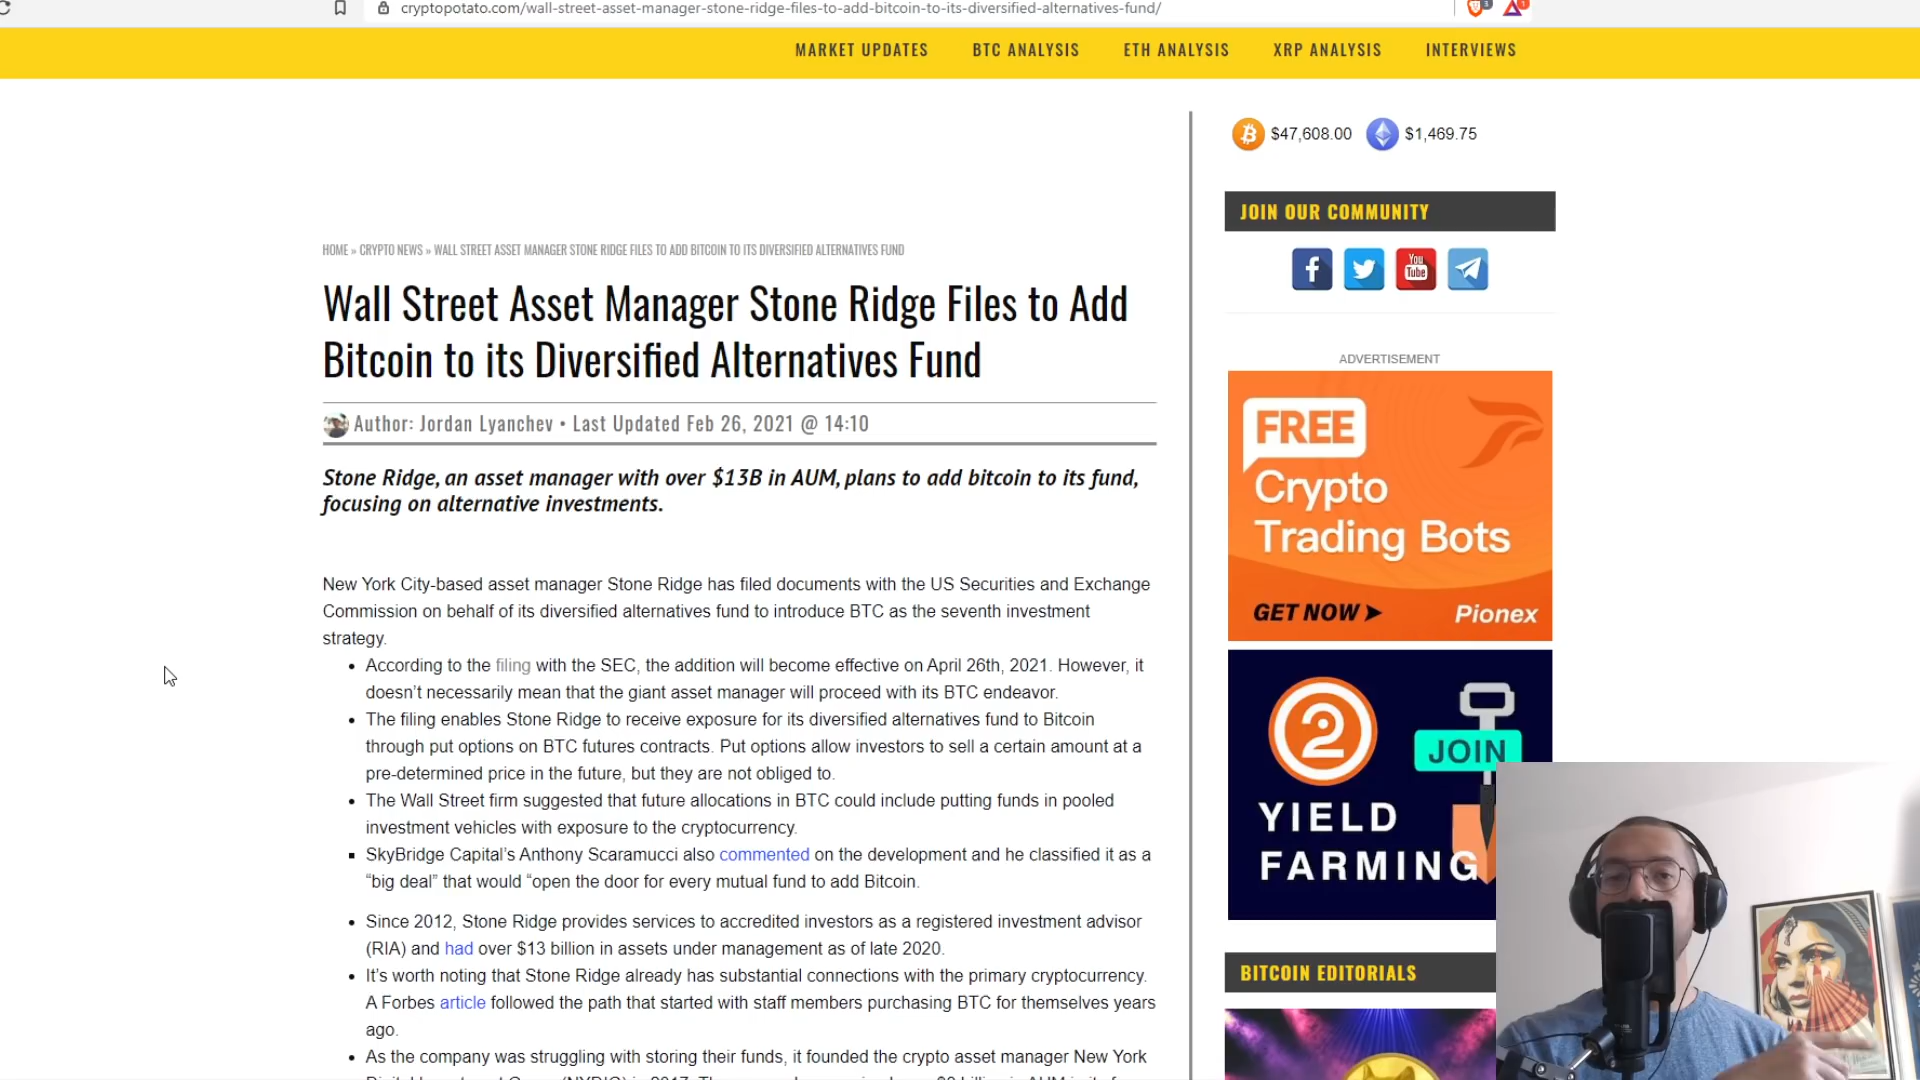 cryptopotato.com/wall-street-asset-manager-stone-ridge-files-to-add-bitcoin-to-its-diversified-alternatives-fund/
MARKET UPDATES BTC ANALYSIS ETH ANALYSIS XRP ANALYSIS INTERVIEWS
$47,608.00 $1,469.75
JOIN OUR COMMUNITY
You
Tube
HOME » CRYPTO NEWS » WALL STREET ASSET MANAGER STONE RIDGE FILES TO ADD BITCOIN TO ITS DIVERSIFIED ALTERNATIVES FUND
Wall Street Asset Manager Stone Ridge Files to Add
Bitcoin to its Diversified Alternatives Fund
Author: Jordan Lyanchev • Last Updated Feb 26, 2021 @ 14:10
Stone Ridge, an asset manager with over $13B in AUM, plans to add bitcoin to its fund,
focusing on alternative investments.
New York City-based asset manager Stone Ridge has filed documents with the US Securities and Exchange
Commission on behalf of its diversified alternatives fund to introduce BTC as the seventh investment
strategy.
• According to the filing with the SEC, the addition will become effective on April 26th, 2021. However, it
doesn't necessarily mean that the giant asset manager will proceed with its BTC endeavor.
• The filing enables Stone Ridge to receive exposure for its diversified alternatives fund to Bitcoin
through put options on BTC futures contracts. Put options allow investors to sell a certain amount at a
pre-determined price in the future, but they are not obliged to.
• The Wall Street firm suggested that future allocations in BTC could include putting funds in pooled
investment vehicles with exposure to the cryptocurrency.
▪ SkyBridge Capital's Anthony Scaramucci also commented on the development and he classified it as a
“big deal” that would “open the door for every mutual fund to add Bitcoin.
• Since 2012, Stone Ridge provides services to accredited investors as a registered investment advisor
(RIA) and had over $13 billion in assets under management as of late 2020.
• It's worth noting that Stone Ridge already has substantial connections with the primary cryptocurrency.
A Forbes article followed the path that started with staff members purchasing BTC for themselves years
ago.
• As the company was struggling with storing their funds, it founded the crypto asset manager New York
ADVERTISEMENT
FREE
Crypto
Trading Bots
GET NOW ➤ Pionex
2
JOIN
YIELD
FARMING
BITCOIN EDITORIALS